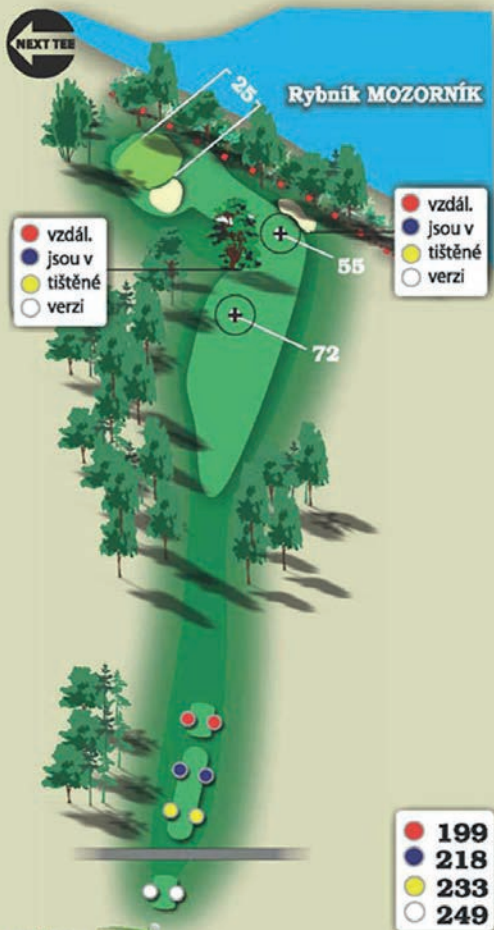 NEXT TEE
25
Rybník MOZORNÍK
vzdál.
jsou v
tištěné
verzi
vzdál.
jsou v
tištěné
verzi
55
72
199
218
233
249